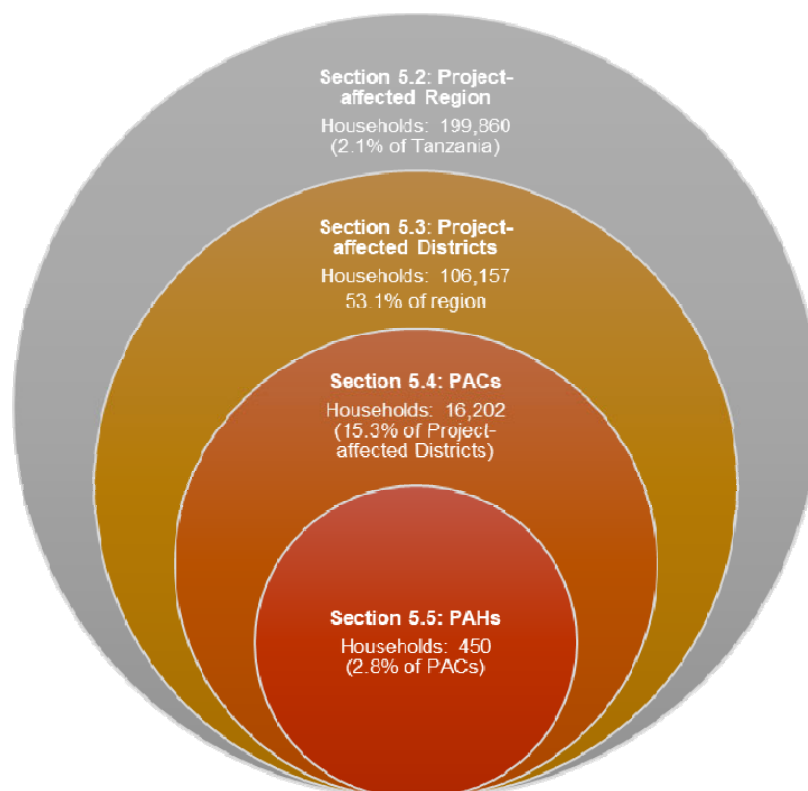 Section 5.2: Project-
affected Region
Households: 199,860
(2.1% of Tanzania)
Section 5.3: Project-
affected Districts
Households: 106,157
53.1% of region
Section 5.4: PACs
Households: 16,202
(15.3% of Project-
affected Districts)
Section 5.5: PAHs
Households: 450
(2.8% of PACs)